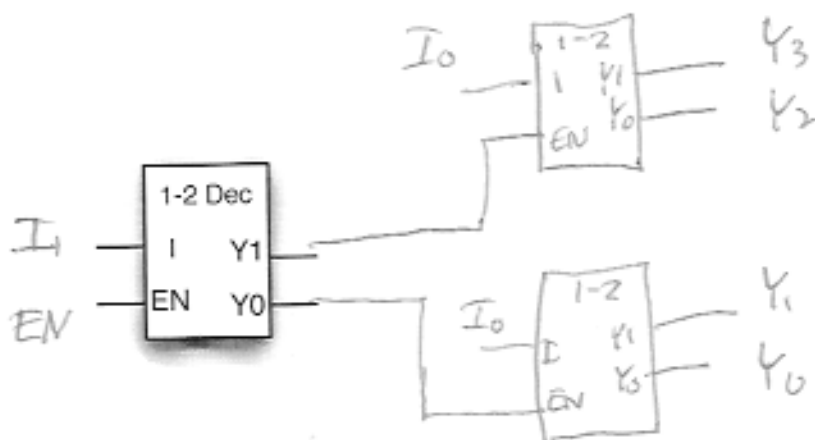 I0
1-2
I Y1
Y0
EN
Y3
Y2
I1
EN
1-2 Dec
I Y1
EN Y0
I0
1-2
I Y1
Y0
EN
Y1
Y0